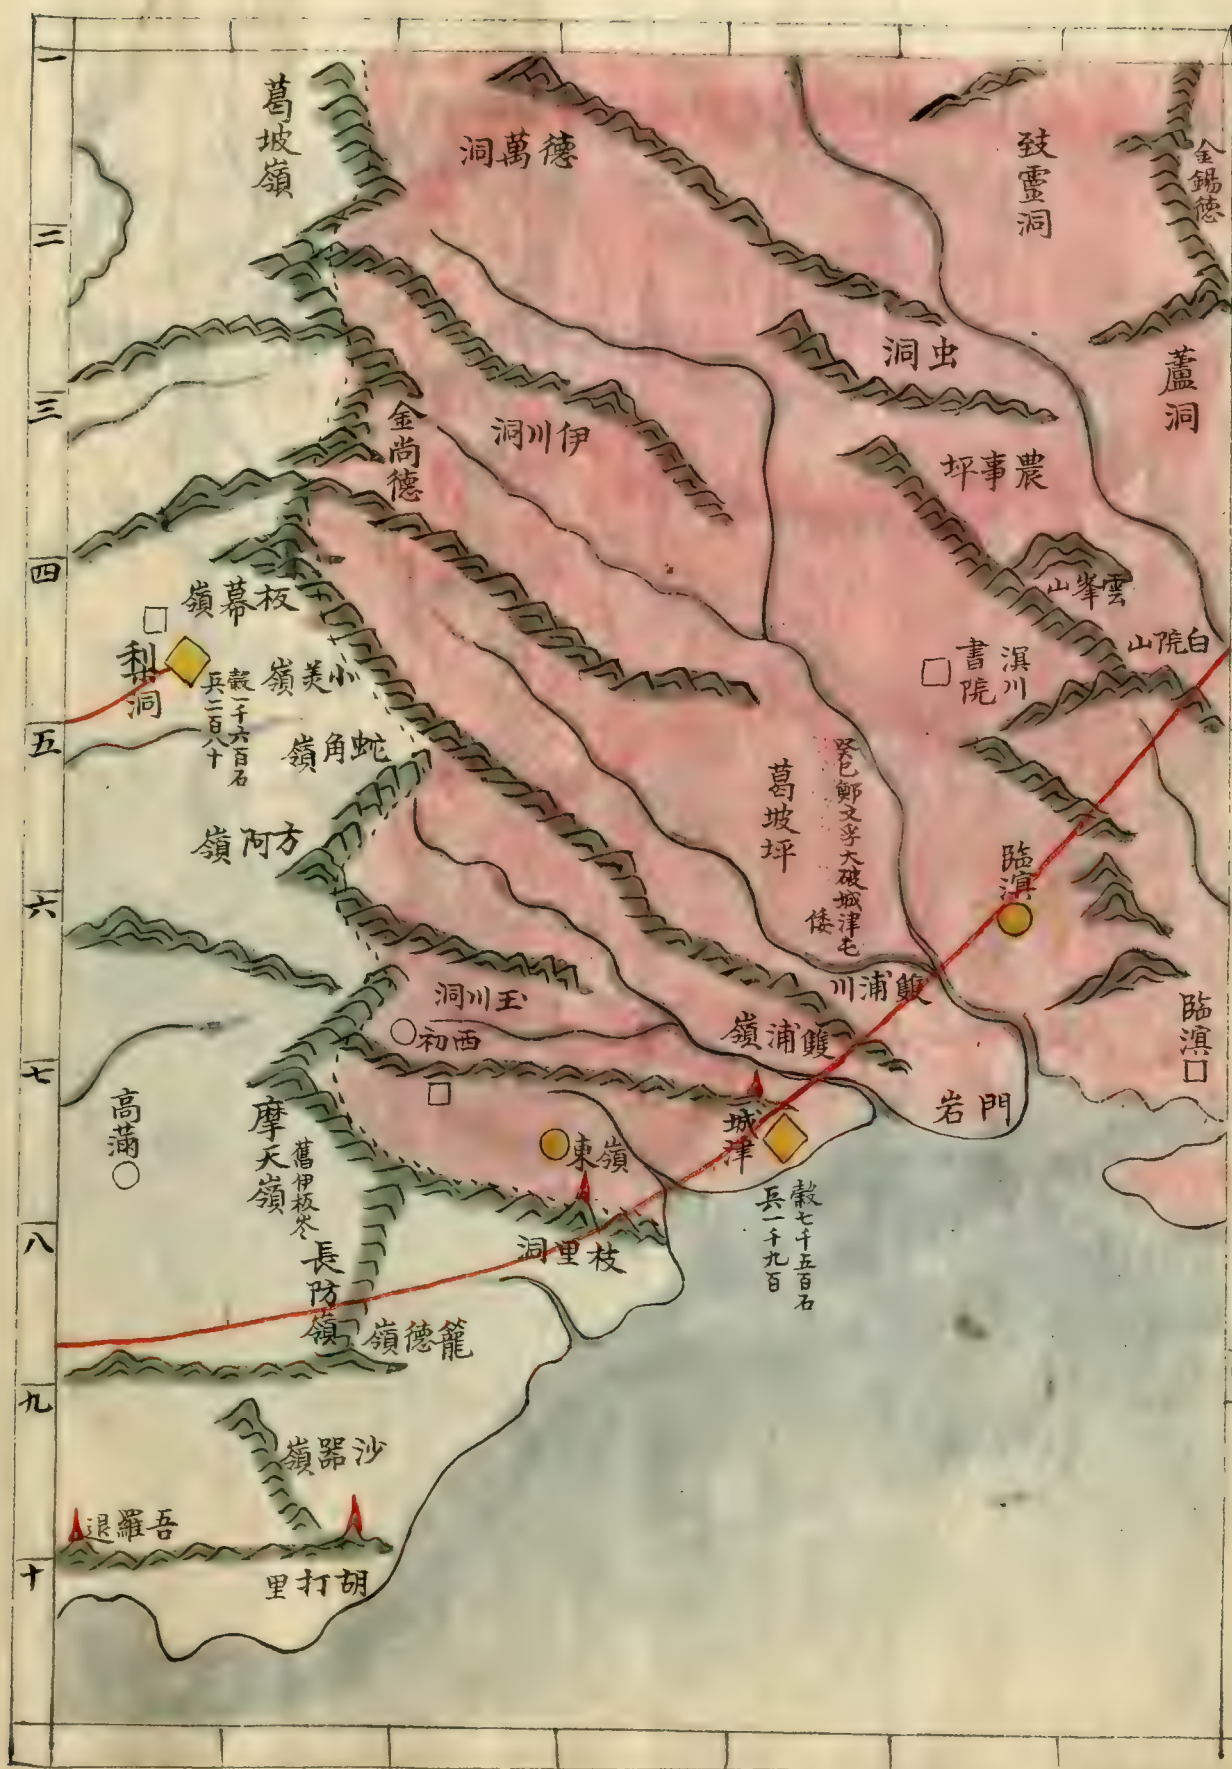 一
二
三
四
五
六
七
八
九
十
葛坡嶺
德萬洞
致靈洞
金錫德
虫洞
蘆洞
金尚德
伊川洞
農事坪
雲峯山
白院山
溟川
書院
板幕嶺
利洞
穀一千六百石
兵二百八十
小美嶺
蛇角嶺
方阿嶺
葛坡坪
癸巳鄭文孚大破城津屯
倭
臨溟
臨溟
雙浦川
雙浦嶺
玉川洞
西初
門岩
城津
穀七千五百石
兵一千九百
嶺東
高滿
摩天嶺
舊伊板岑
枝里洞
長防嶺
籠德嶺
沙器嶺
吾羅退
胡打里